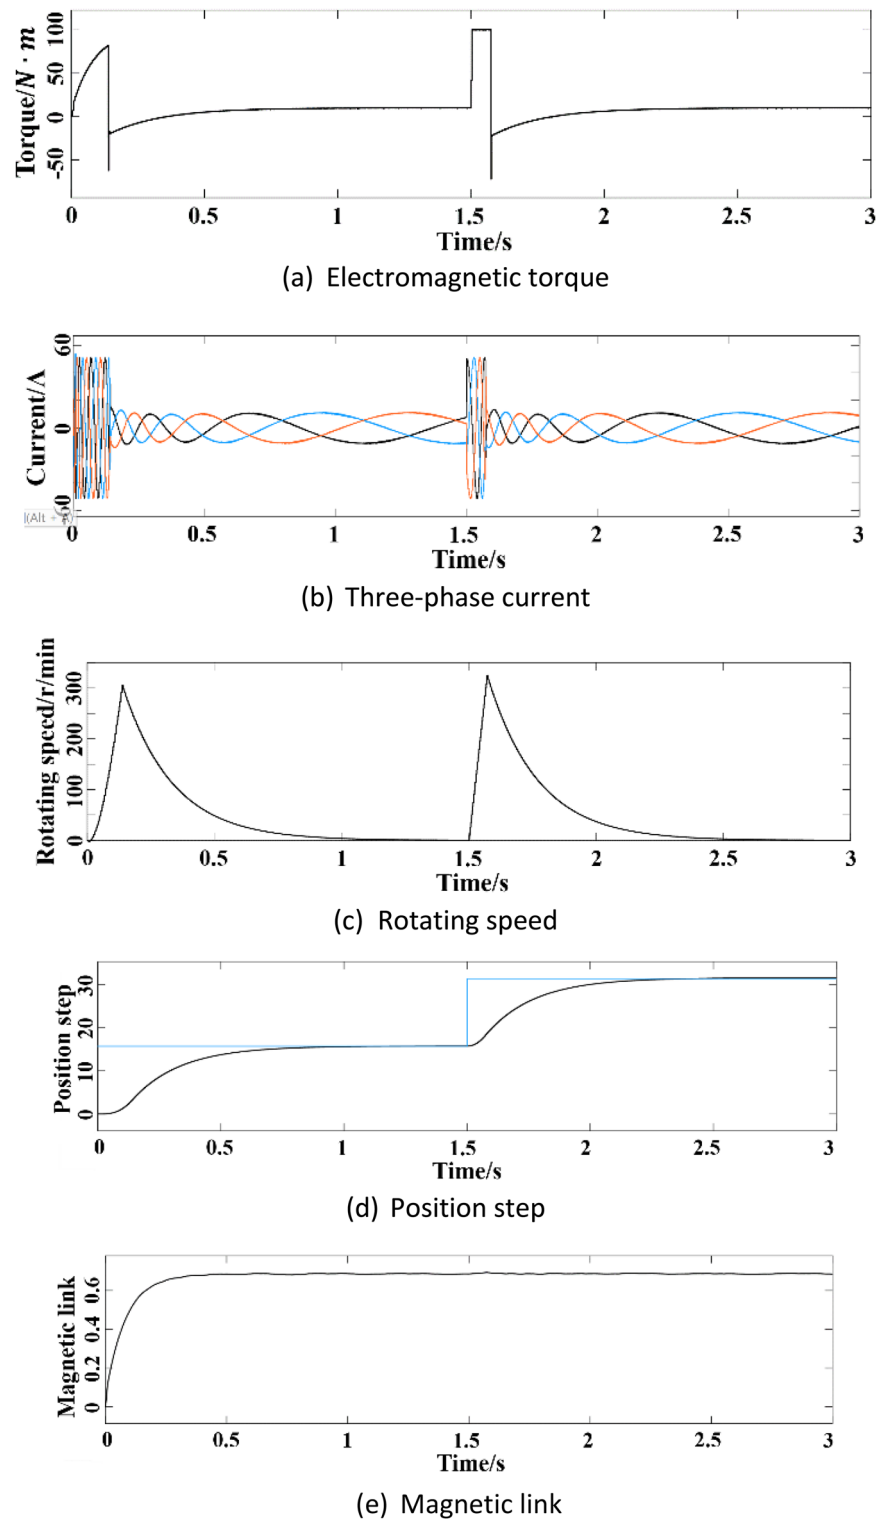 Torque/N · m
100
50
0
-50
0 0.5 1 1.5 2 2.5 3
Time/s
(a) Electromagnetic torque
Current/A
60
0
60
|(Alt +
0 0.5 1 1.5 2 2.5 3
Time/s
(b) Three-phase current
Rotating speed/r/min
300
200
100
0
0 0.5 1 1.5 2 2.5 3
Time/s
(c) Rotating speed
Position step
30
20
10
0
0 0.5 1 1.5 2 2.5 3
Time/s
(d) Position step
Magnetic link
0.6
0.4
0.2
0
0 0.5 1 1.5 2 2.5 3
Time/s
(e) Magnetic link